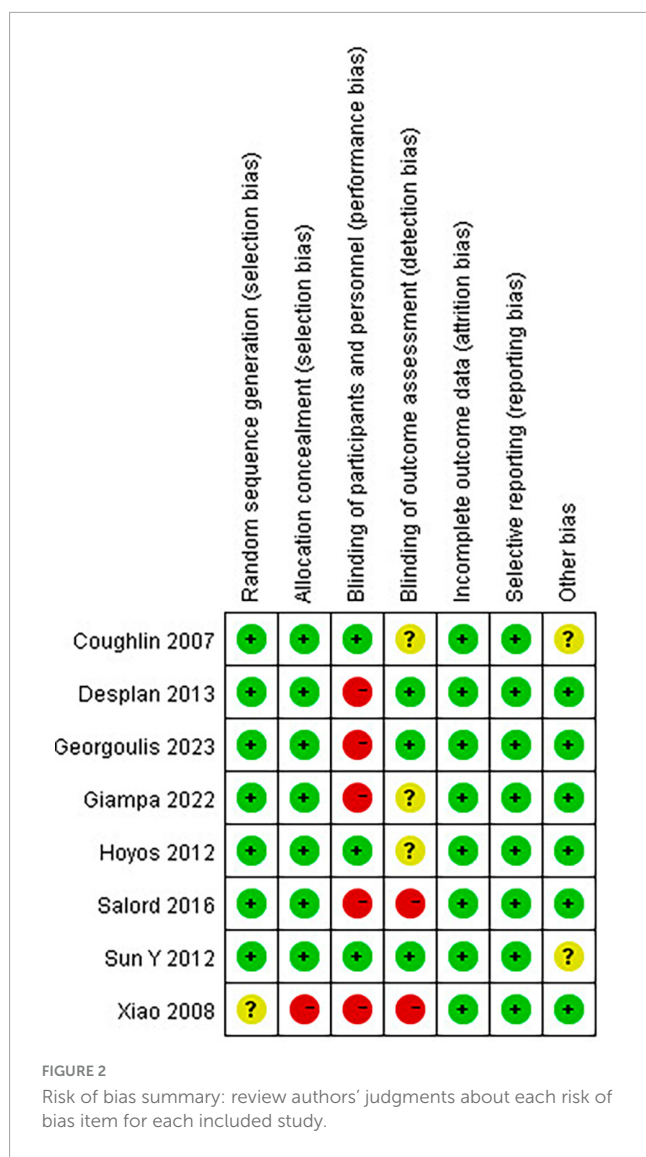 Random sequence generation (selection bias)
Allocation concealment (selection bias)
Blinding of participants and personnel (performance bias)
Blinding of outcome assessment (detection bias)
Incomplete outcome data (attrition bias)
Selective reporting (reporting bias)
Other bias
Coughlin 2007 + + + ? + + ?
Desplan 2013 + + - + + + +
Georgoulis 2023 + + - + + + +
Giampa 2022 + + - ? + + +
Hoyos 2012 + + + ? + + +
Salord 2016 + + - - + + +
Sun Y 2012 + + + + + + ?
Xiao 2008 ? - - - + + +
FIGURE 2
Risk of bias summary: review authors’ judgments about each risk of
bias item for each included study.